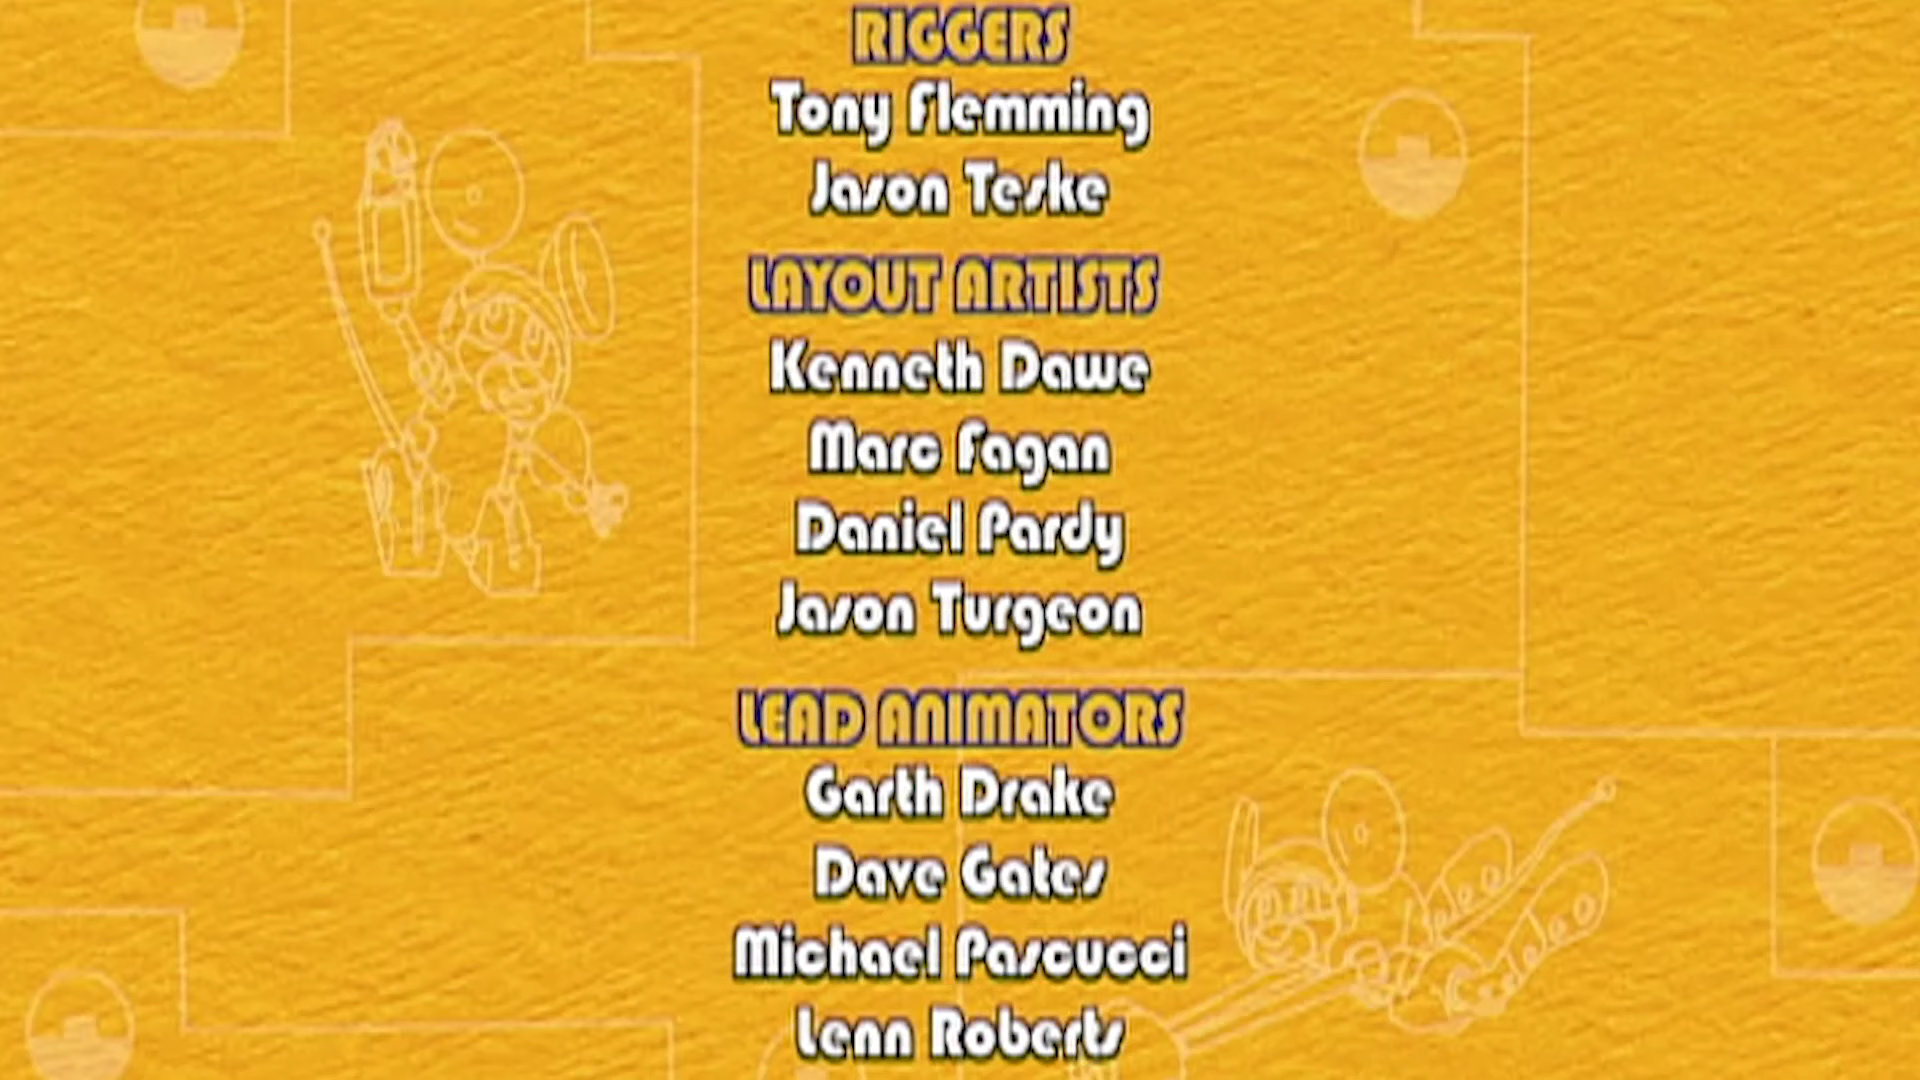 RIGGERS
Tony Flemming
Jason Teske
LAYOUT ARTISTS
Kenneth Dawe
Marc Fagan
Daniel Pardy
Jason Turgeon
LEAD ANIMATORS
Garth Drake
Dave Gates
Michael Pascucci
Lenn Roberts